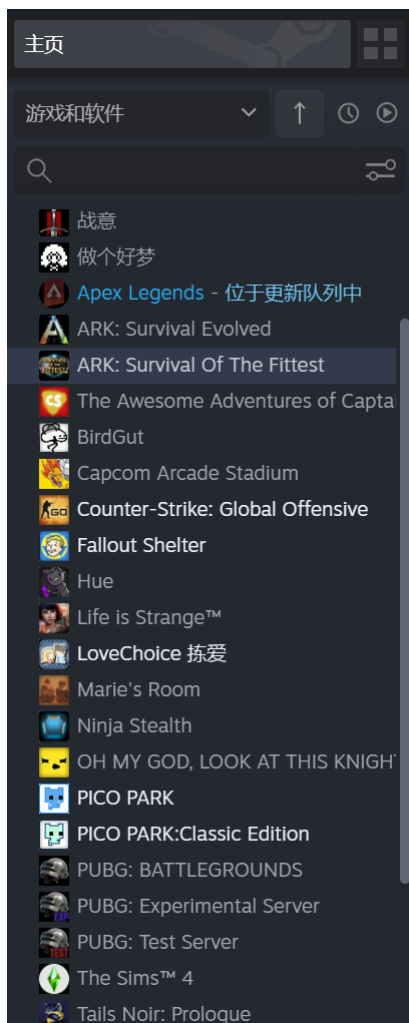 主页
游戏和软件
战意
做个好梦
Apex Legends - 位于更新队列中
ARK: Survival Evolved
ARK: Survival Of The Fittest
The Awesome Adventures of Capta
BirdGut
Capcom Arcade Stadium
Counter-Strike: Global Offensive
Fallout Shelter
Hue
Life is Strange™
LoveChoice 拣爱
Marie's Room
Ninja Stealth
OH MY GOD, LOOK AT THIS KNIGHT
PICO PARK
PICO PARK:Classic Edition
PUBG: BATTLEGROUNDS
PUBG: Experimental Server
PUBG: Test Server
The Sims™ 4
Tails Noir: Prologue